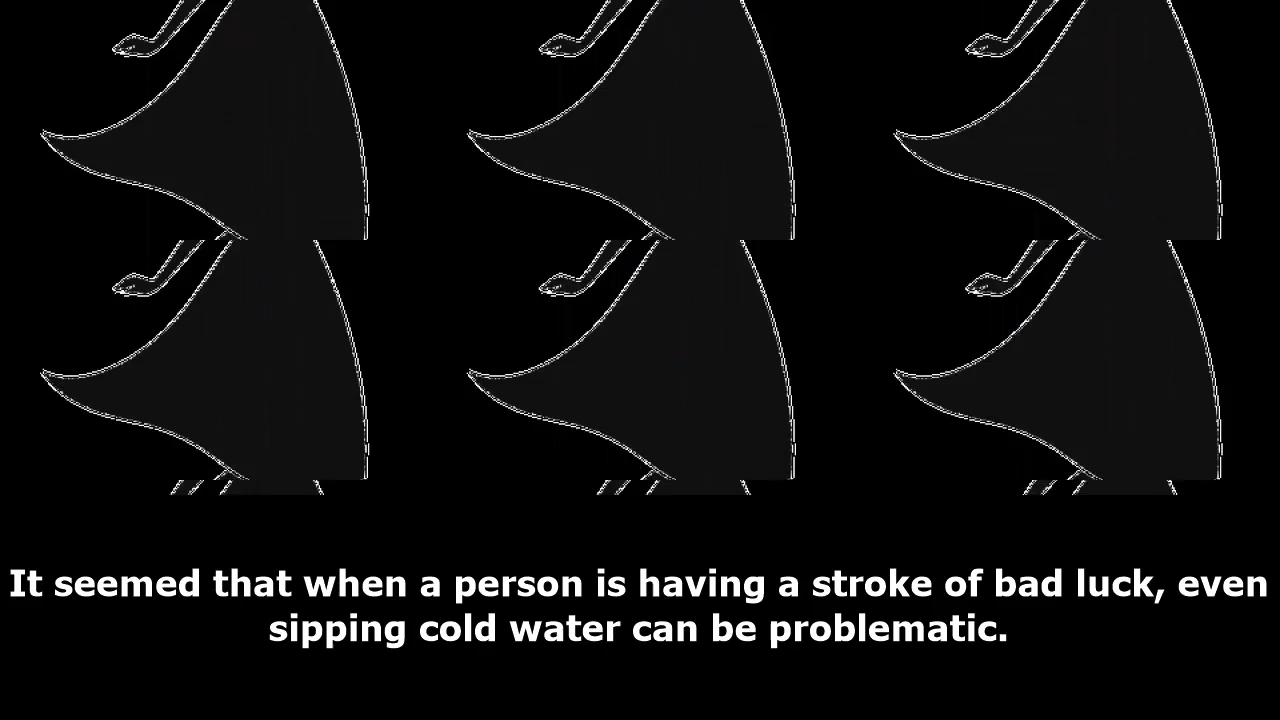 It seemed that when a person is having a stroke of bad luck, even
sipping cold water can be problematic.